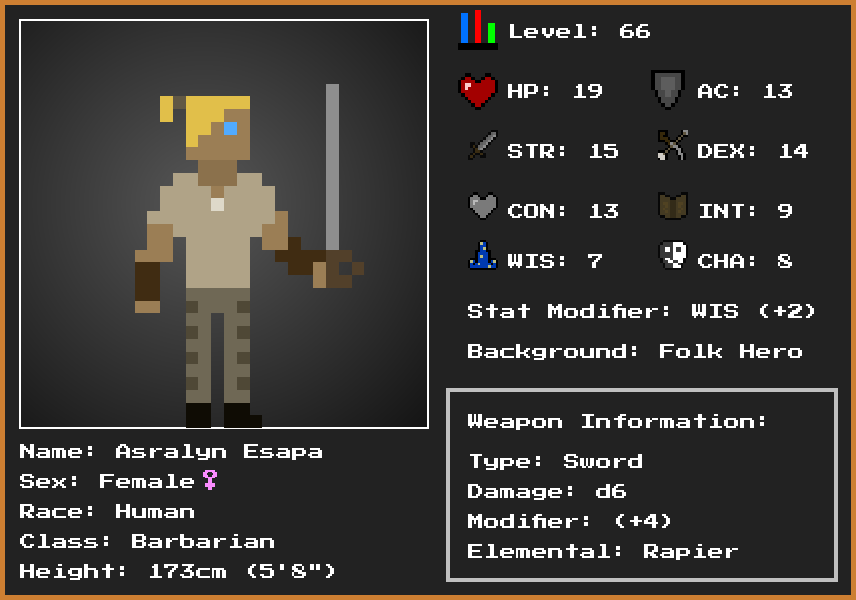 Level: 66
HP: 19 AC: 13
STR: 15 DEX: 14
CON: 13 INT: 9
WIS: 7 CHA: 8
Stat Modifier: WIS (+2)
Background: Folk Hero
Weapon Information:
Type: Sword
Damage: d6
Modifier: (+4)
Elemental: Rapier
Name: Asralyn Esapa
Sex: Female♀
Race: Human
Class: Barbarian
Height: 173cm (5'8")